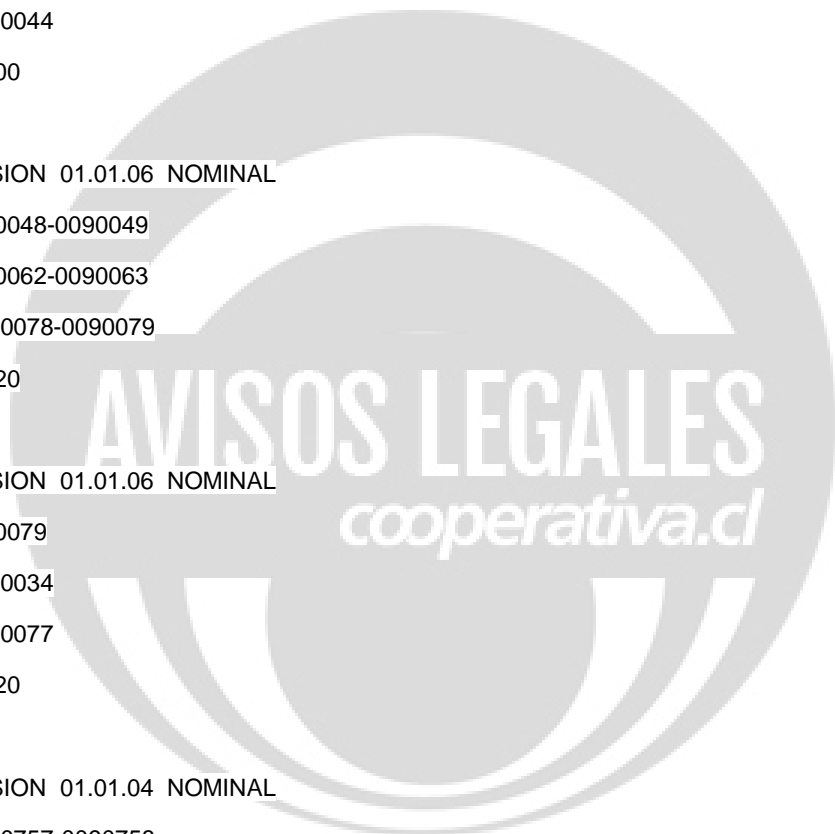 0044
00
SION 01.01.06 NOMINAL
0048-0090049
0062-0090063
0078-0090079
20
AVISOS LEGALES
SION 01.01.06 NOMINAL
cooperativa.cl
0079
0034
0077
20
SION 01.01.04 NOMINAL